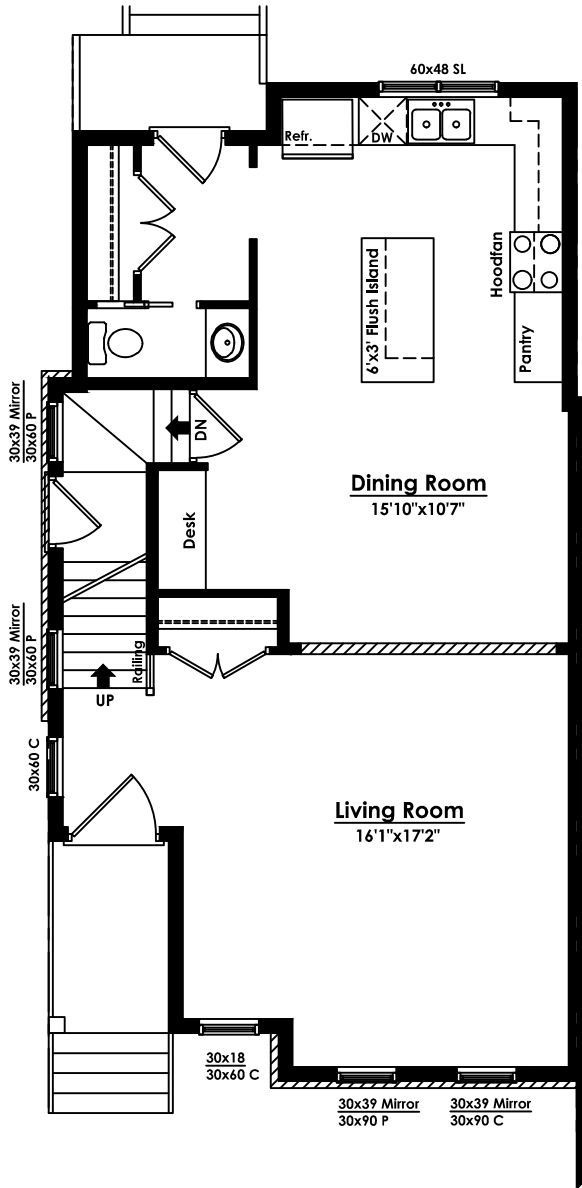 60x48 SL
Refr.
DW
Hoodfan
6'x3' Flush Island
Pantry
30x39 Mirror
30x60 P
DN
Dining Room
15'10"x10'7"
Desk
30x39 Mirror
30x60 P
Railing
UP
30x60 C
Living Room
16'1"x17'2"
30x18
30x60 C
30x39 Mirror
30x90 P
30x39 Mirror
30x90 C